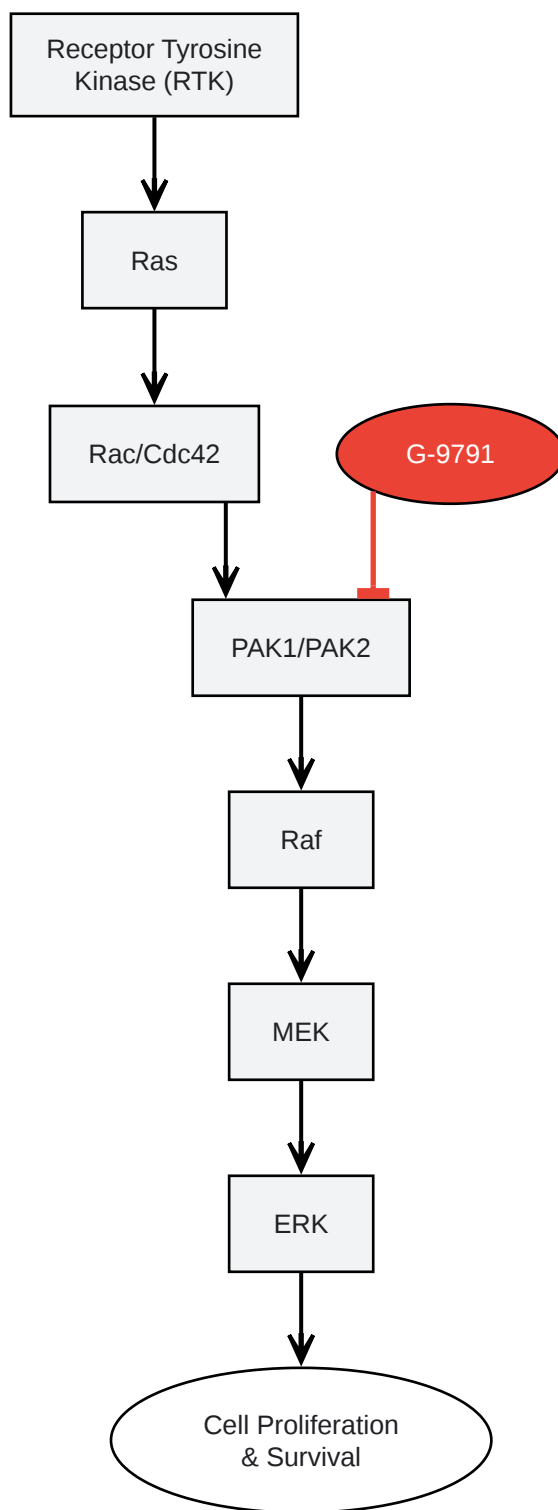 Receptor Tyrosine
Kinase (RTK)
Ras
Rac/Cdc42
G-9791
PAK1/PAK2
Raf
MEK
ERK
Cell Proliferation
& Survival